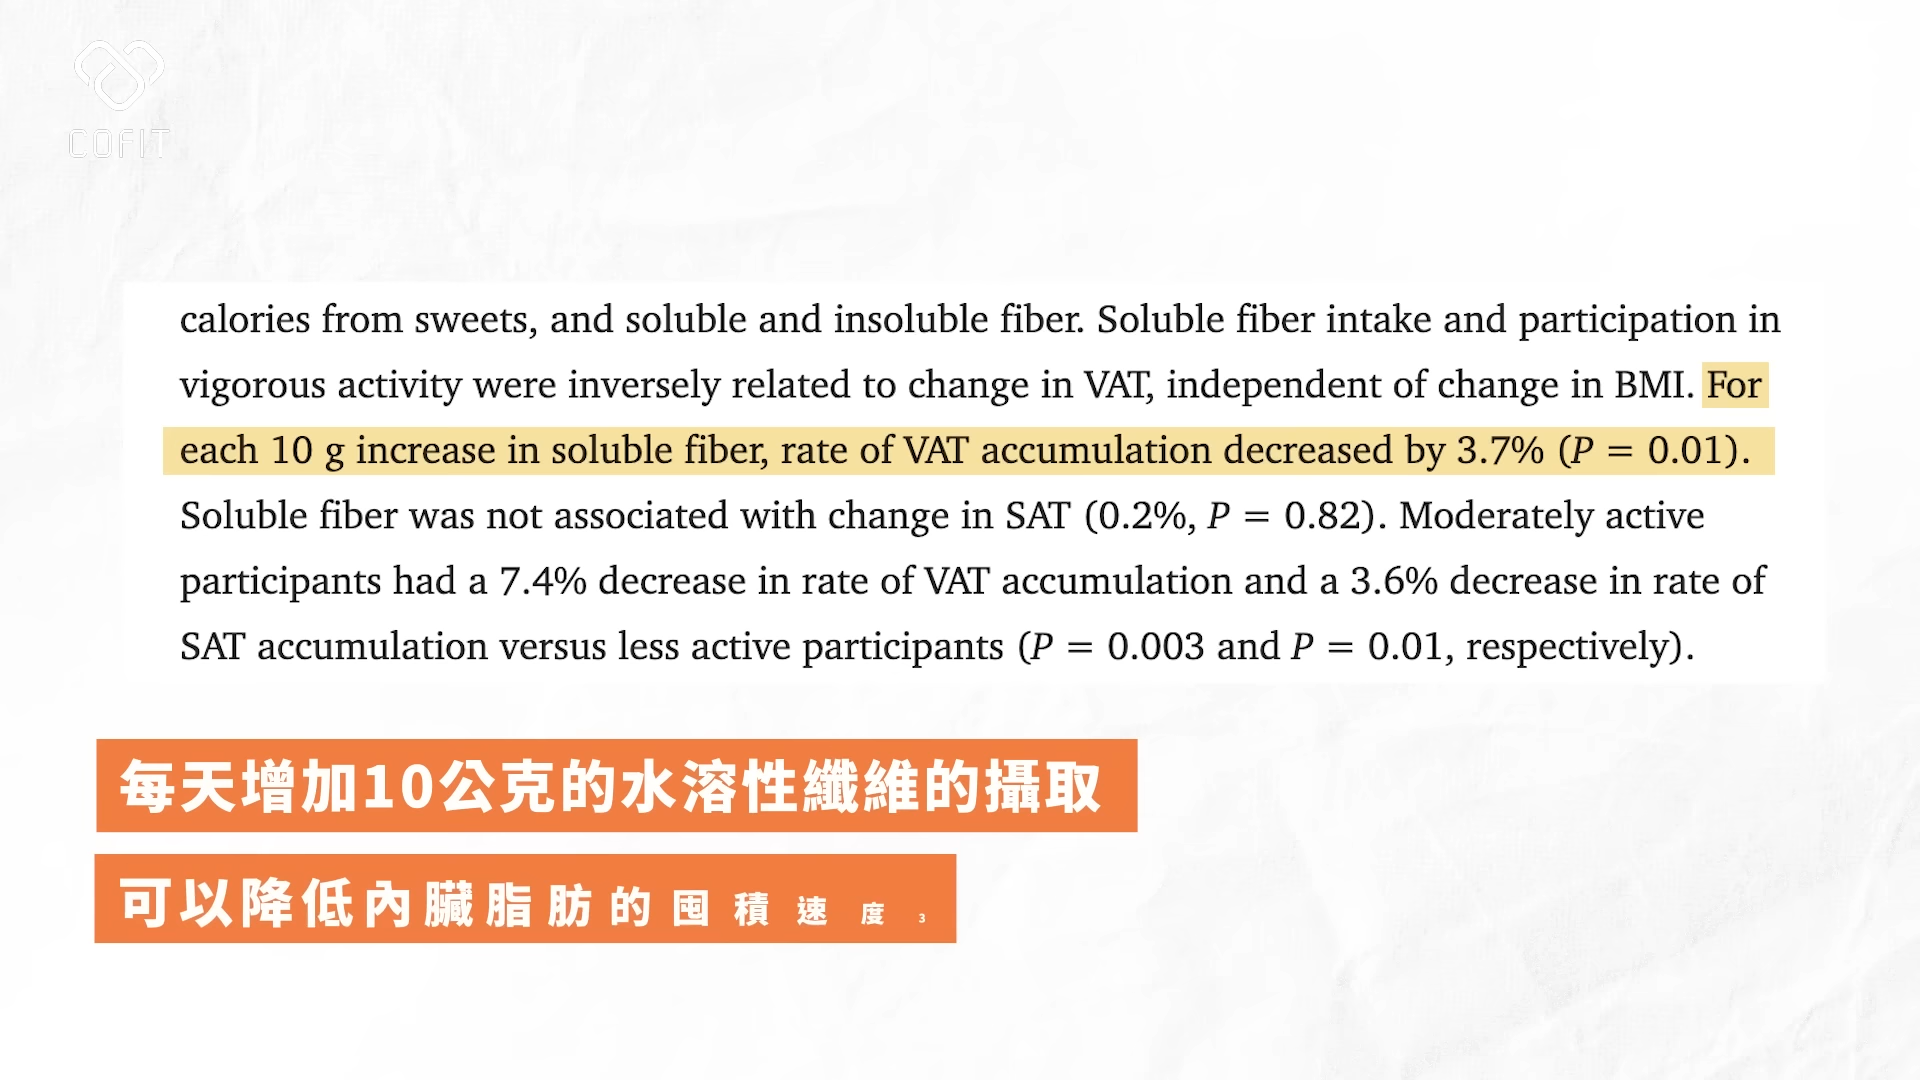 COFIT
calories from sweets, and soluble and insoluble fiber. Soluble fiber intake and participation in
vigorous activity were inversely related to change in VAT, independent of change in BMI. For
each 10 g increase in soluble fiber, rate of VAT accumulation decreased by 3.7% (P = 0.01).
Soluble fiber was not associated with change in SAT (0.2%, P = 0.82). Moderately active
participants had a 7.4% decrease in rate of VAT accumulation and a 3.6% decrease in rate of
SAT accumulation versus less active participants (P = 0.003 and P = 0.01, respectively).
每天增加10公克的水溶性纖維的攝取
可以降低內臟脂肪的囤積速度3